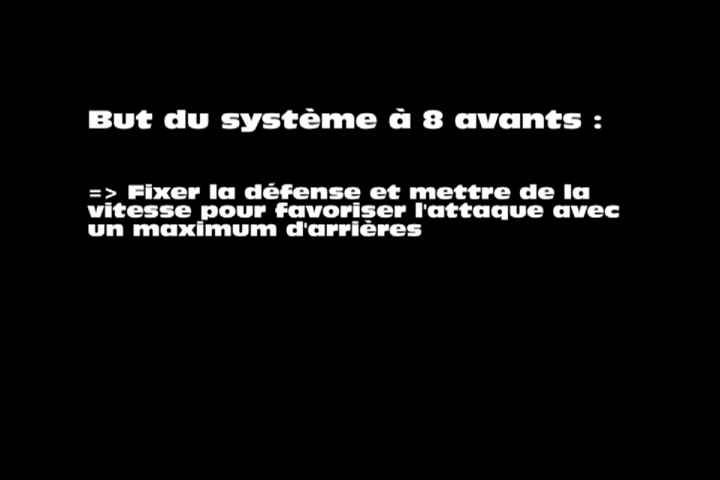 But du système à 8 avants :
=> Fixer la défense et mettre de la
vitesse pour favoriser l'attaque avec
un maximum d'arrières